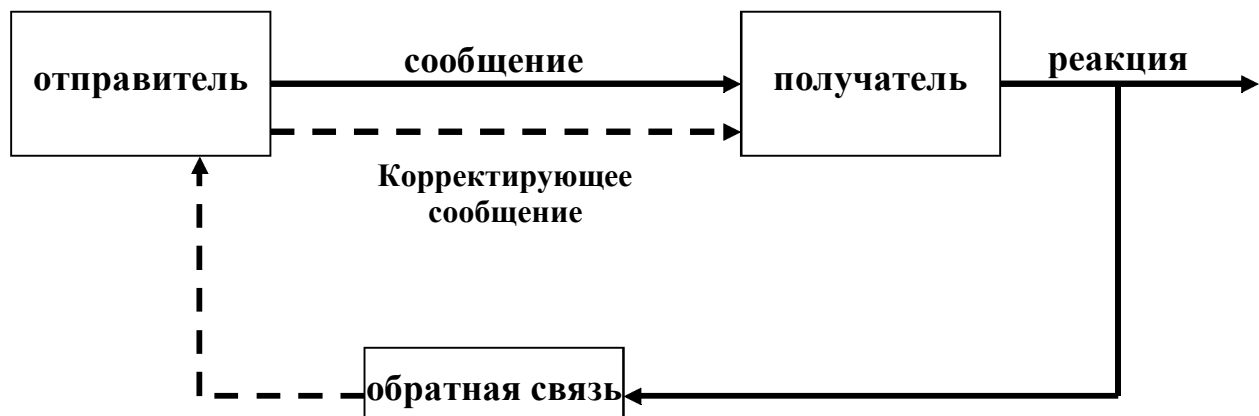 отправитель
сообщение
получатель
реакция
Корректирующее
сообщение
обратная связь